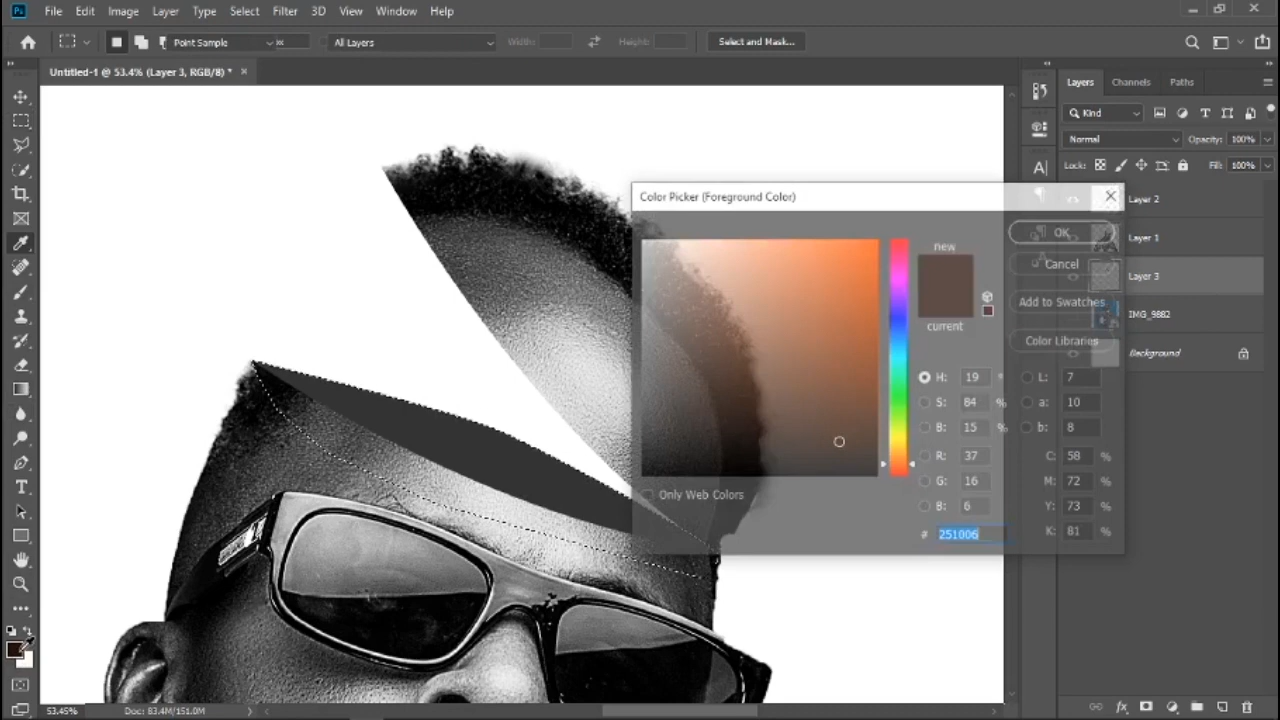 Ps File Edit Image Layer Type Select Filter 3D View Window Help
Point Sample All Layers Width: Height: Select and Mask...
Untitled-1 @ 53.4% (Layer 3, RGB/8) * ×
Layers Channels Paths
Kind
Normal Opacity: 100%
Lock: Fill: 100%
Layer 2
Layer 1
Layer 3
IMG_9882
Background
Color Picker (Foreground Color)
new
current
OK
Cancel
Add to Swatches
Color Libraries
H: 19 °
S: 84 %
B: 15 %
R: 37
G: 16
B: 6
# 251006
L: 7
a: 10
b: 8
C: 58 %
M: 72 %
Y: 73 %
K: 81 %
Only Web Colors
53.45% Doc: 83.4M/151.0M